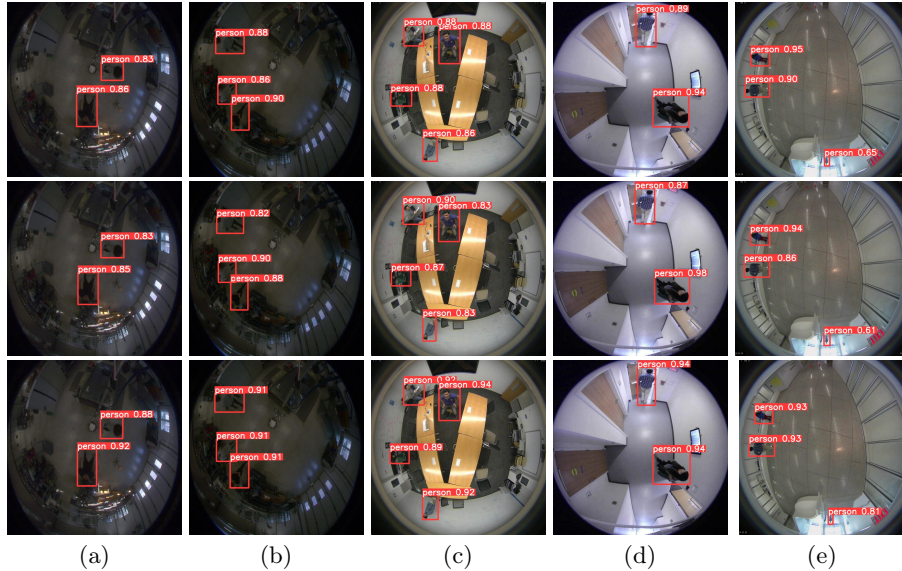 person 0.83
person 0.86
person 0.88
person 0.86
person 0.90
person 0.88
person 0.88
person 0.88
person 0.86
person 0.89
person 0.94
person 0.95
person 0.90
person 0.65
person 0.83
person 0.85
person 0.82
person 0.90
person 0.88
person 0.90
person 0.83
person 0.87
person 0.83
person 0.87
person 0.98
person 0.94
person 0.86
person 0.61
person 0.88
person 0.92
person 0.91
person 0.91
person 0.91
person 0.92
person 0.94
person 0.89
person 0.92
person 0.94
person 0.94
person 0.93
person 0.93
person 0.81
(a) (b) (c) (d) (e)